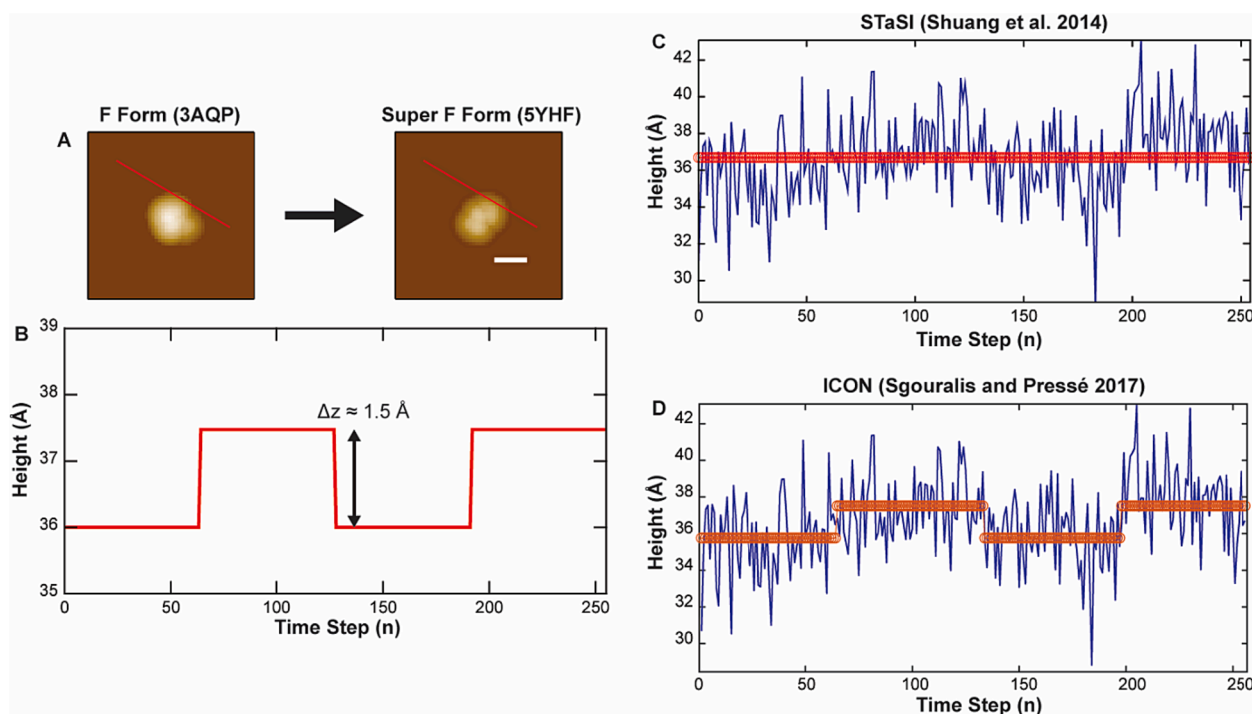 A
F Form (3AQP)
Super F Form (5YHF)
B
Height (Å)
39
38
37
36
35
Δz ≈ 1.5 Å
0
50
100
150
200
250
Time Step (n)
STaSI (Shuang et al. 2014)
C
Height (Å)
42
40
38
36
34
32
30
0
50
100
150
200
250
Time Step (n)
ICON (Sgouralis and Pressé 2017)
D
Height (Å)
42
40
38
36
34
32
30
0
50
100
150
200
250
Time Step (n)